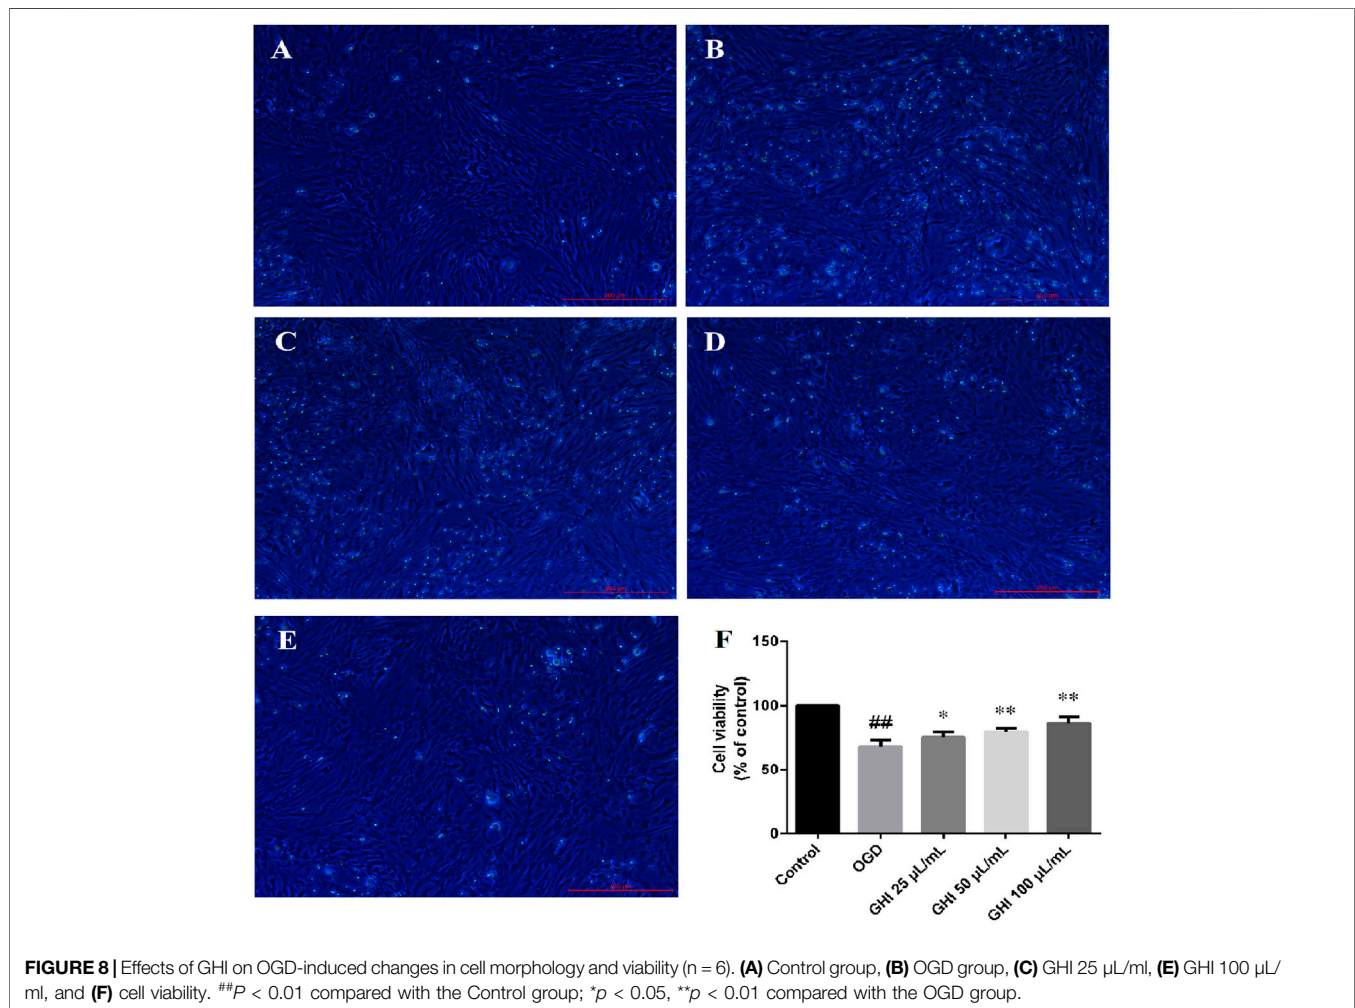 A
B
C
D
E
F
150
100
50
0
Cell viability
(% of control)
##
*
**
**
Control
OGD
GHI 25 µL/mL
GHI 50 µL/mL
GHI 100 µL/mL
FIGURE 8 | Effects of GHI on OGD-induced changes in cell morphology and viability (n = 6). (A) Control group, (B) OGD group, (C) GHI 25 µL/ml, (E) GHI 100 µL/
ml, and (F) cell viability. ##P < 0.01 compared with the Control group; *p < 0.05, **p < 0.01 compared with the OGD group.